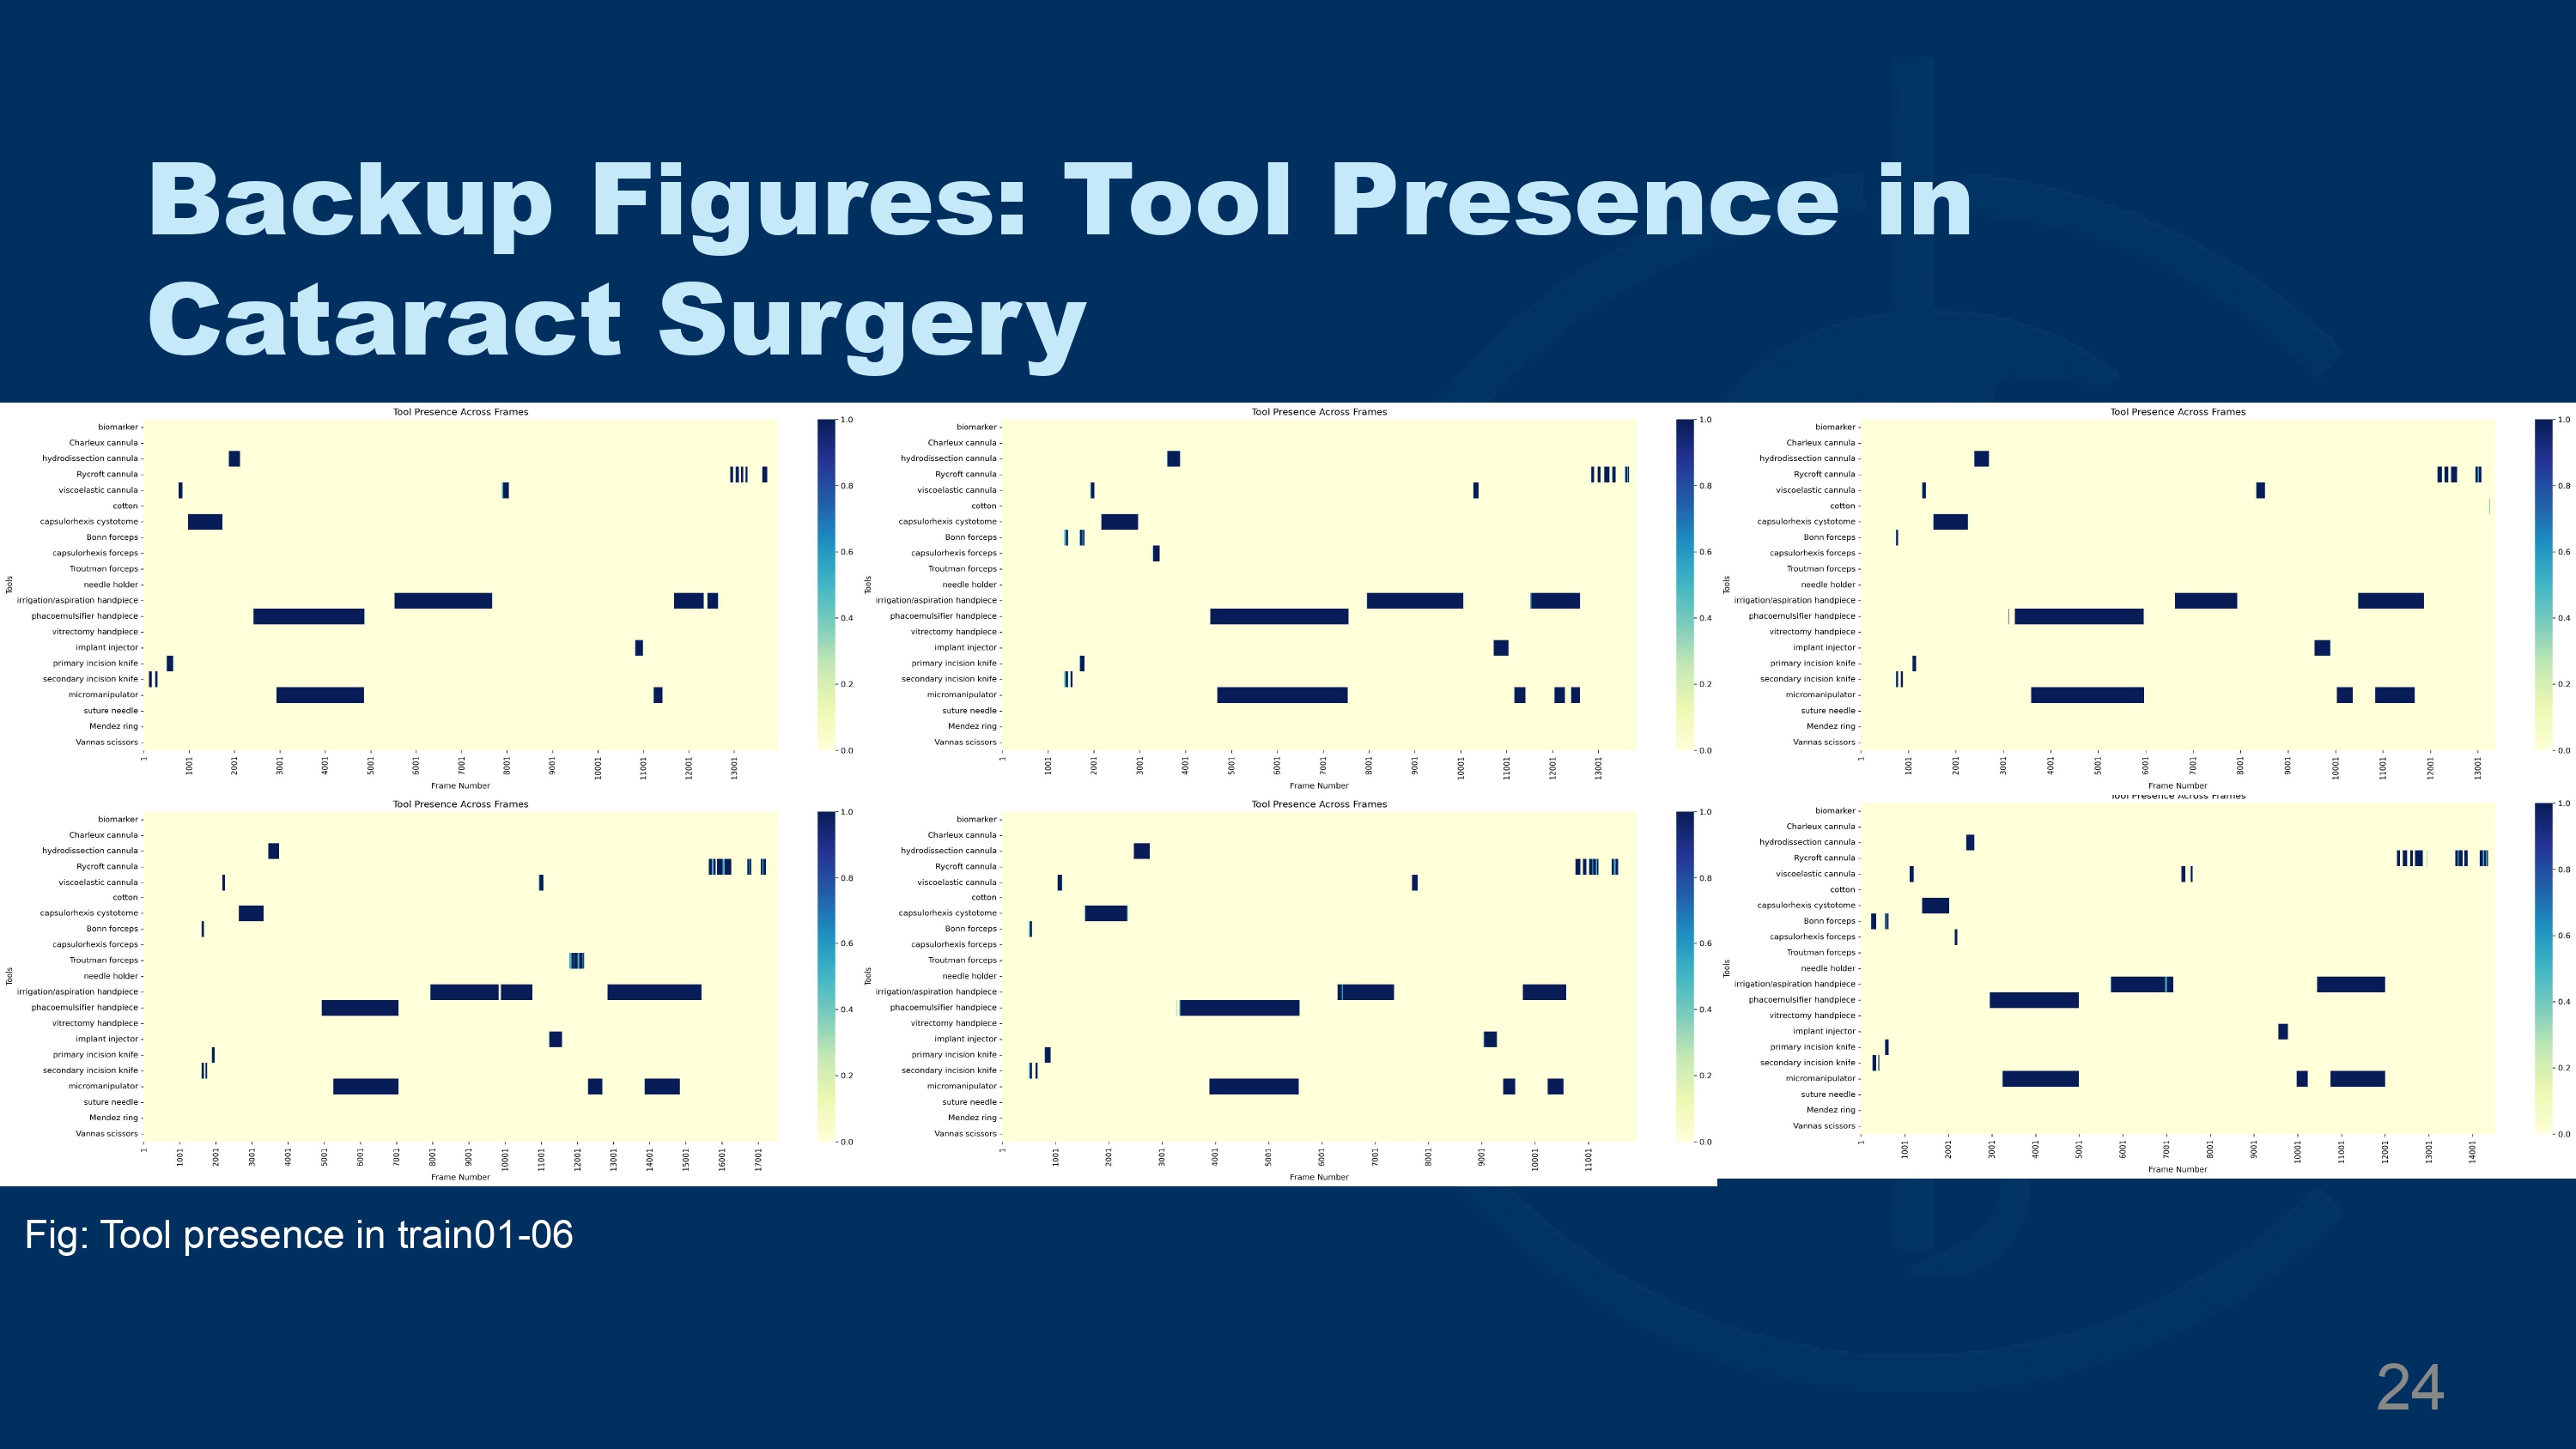 Backup Figures: Tool Presence in
Cataract Surgery
Tool Presence Across Frames
biomarker
Charleux cannula
hydrodissection cannula
Rycroft cannula
viscoelastic cannula
cotton
capsulorhexis cystotome
Bonn forceps
capsulorhexis forceps
Troutman forceps
needle holder
irrigation/aspiration handpiece
phacoemulsifier handpiece
vitrectomy handpiece
implant injector
primary incision knife
secondary incision knife
micromanipulator
suture needle
Mendez ring
Vannas scissors
Tools
1 1001 2001 3001 4001 5001 6001 7001 8001 9001 10001 11001 12001 13001
Frame Number
1.0
0.8
0.6
0.4
0.2
0.0
Tool Presence Across Frames
biomarker
Charleux cannula
hydrodissection cannula
Rycroft cannula
viscoelastic cannula
cotton
capsulorhexis cystotome
Bonn forceps
capsulorhexis forceps
Troutman forceps
needle holder
irrigation/aspiration handpiece
phacoemulsifier handpiece
vitrectomy handpiece
implant injector
primary incision knife
secondary incision knife
micromanipulator
suture needle
Mendez ring
Vannas scissors
Tools
1 1001 2001 3001 4001 5001 6001 7001 8001 9001 10001 11001 12001 13001
Frame Number
1.0
0.8
0.6
0.4
0.2
0.0
Tool Presence Across Frames
biomarker
Charleux cannula
hydrodissection cannula
Rycroft cannula
viscoelastic cannula
cotton
capsulorhexis cystotome
Bonn forceps
capsulorhexis forceps
Troutman forceps
needle holder
irrigation/aspiration handpiece
phacoemulsifier handpiece
vitrectomy handpiece
implant injector
primary incision knife
secondary incision knife
micromanipulator
suture needle
Mendez ring
Vannas scissors
Tools
1 1001 2001 3001 4001 5001 6001 7001 8001 9001 10001 11001 12001 13001
Frame Number
1.0
0.8
0.6
0.4
0.2
0.0
Tool Presence Across Frames
biomarker
Charleux cannula
hydrodissection cannula
Rycroft cannula
viscoelastic cannula
cotton
capsulorhexis cystotome
Bonn forceps
capsulorhexis forceps
Troutman forceps
needle holder
irrigation/aspiration handpiece
phacoemulsifier handpiece
vitrectomy handpiece
implant injector
primary incision knife
secondary incision knife
micromanipulator
suture needle
Mendez ring
Vannas scissors
Tools
1 1001 2001 3001 4001 5001 6001 7001 8001 9001 10001 11001 12001 13001 14001 15001 16001 17001
Frame Number
1.0
0.8
0.6
0.4
0.2
0.0
Tool Presence Across Frames
biomarker
Charleux cannula
hydrodissection cannula
Rycroft cannula
viscoelastic cannula
cotton
capsulorhexis cystotome
Bonn forceps
capsulorhexis forceps
Troutman forceps
needle holder
irrigation/aspiration handpiece
phacoemulsifier handpiece
vitrectomy handpiece
implant injector
primary incision knife
secondary incision knife
micromanipulator
suture needle
Mendez ring
Vannas scissors
Tools
1 1001 2001 3001 4001 5001 6001 7001 8001 9001 10001 11001
Frame Number
1.0
0.8
0.6
0.4
0.2
0.0
Tool Presence Across Frames
biomarker
Charleux cannula
hydrodissection cannula
Rycroft cannula
viscoelastic cannula
cotton
capsulorhexis cystotome
Bonn forceps
capsulorhexis forceps
Troutman forceps
needle holder
irrigation/aspiration handpiece
phacoemulsifier handpiece
vitrectomy handpiece
implant injector
primary incision knife
secondary incision knife
micromanipulator
suture needle
Mendez ring
Vannas scissors
Tools
1 1001 2001 3001 4001 5001 6001 7001 8001 9001 10001 11001 12001 13001 14001
Frame Number
1.0
0.8
0.6
0.4
0.2
0.0
Fig: Tool presence in train01-06
24